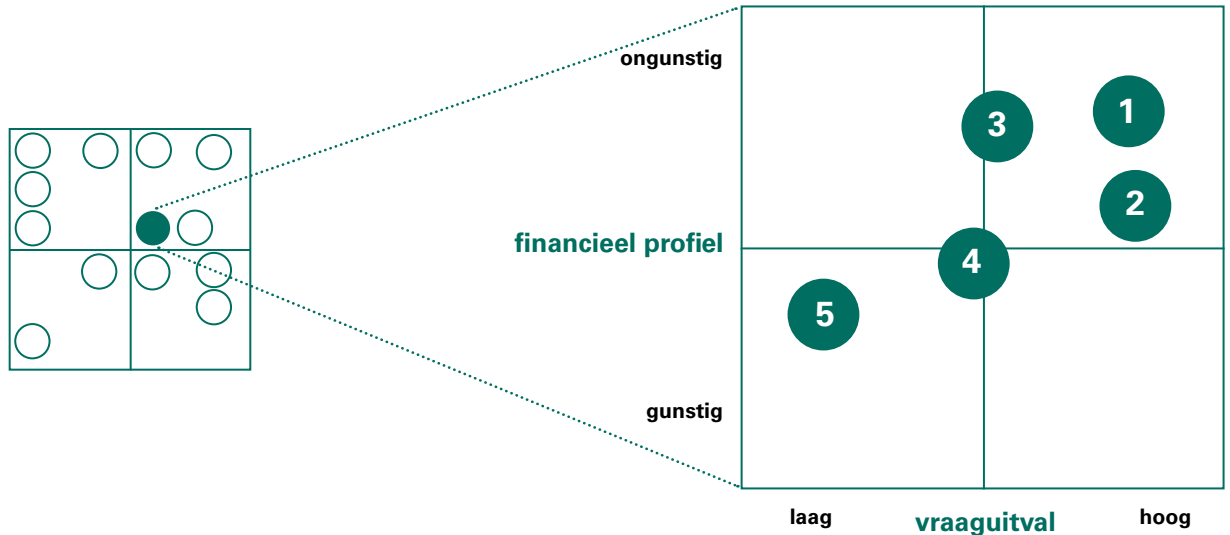 ongunstig
1
3
2
financieel profiel
4
5
gunstig
laag
vraaguitval
hoog